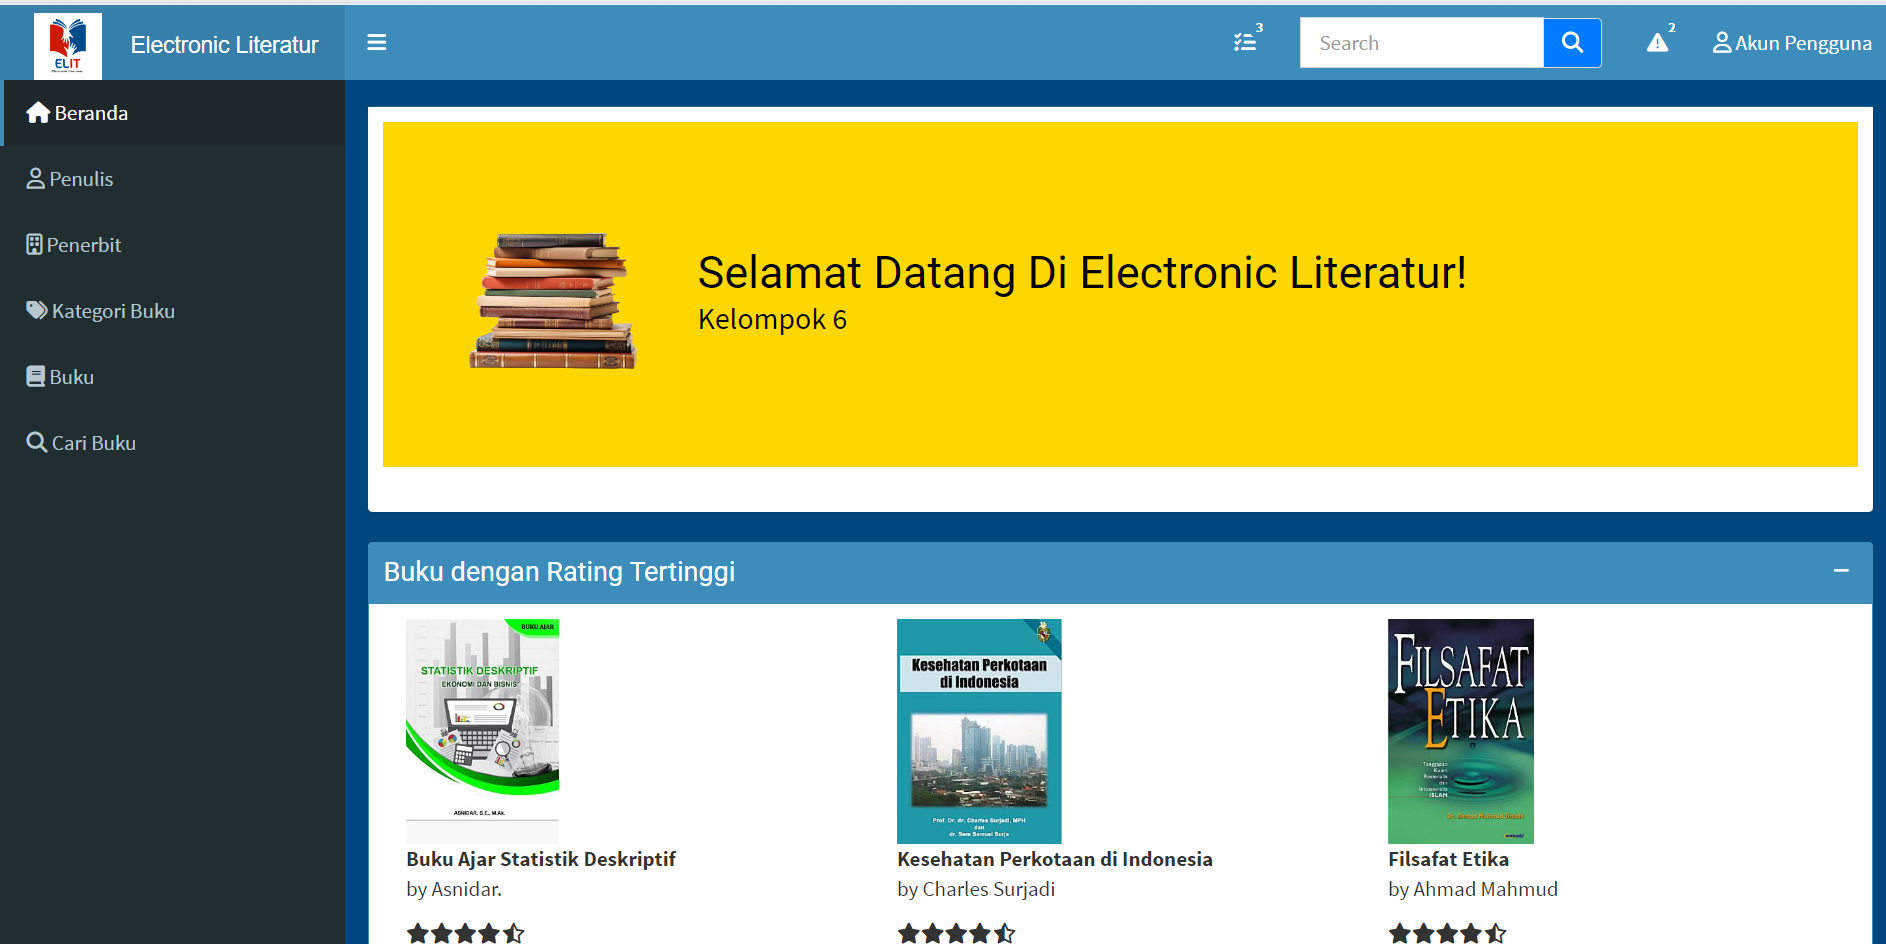 ELIT
Electronic Literatur
3
Search
2
Akun Pengguna
Beranda
Penulis
Penerbit
Kategori Buku
Buku
Cari Buku
Selamat Datang Di Electronic Literatur!
Kelompok 6
Buku dengan Rating Tertinggi
BUKU AJAR
STATISTIK DESKRIPTIF
EKONOMI DAN BISNIS
ASNIDAR, S.E., M.Ak.
Kesehatan Perkotaan
di Indonesia
Prof. Dr. dr. Charles Surjadi, MPH
dan
dr. Sem Samuel Surja
FILSAFAT
ETIKA
Tanggapan
Kaum
Rasionalis
dan
Intuisionalis
ISLAM
Buku Ajar Statistik Deskriptif
by Asnidar.
Kesehatan Perkotaan di Indonesia
by Charles Surjadi
Filsafat Etika
by Ahmad Mahmud